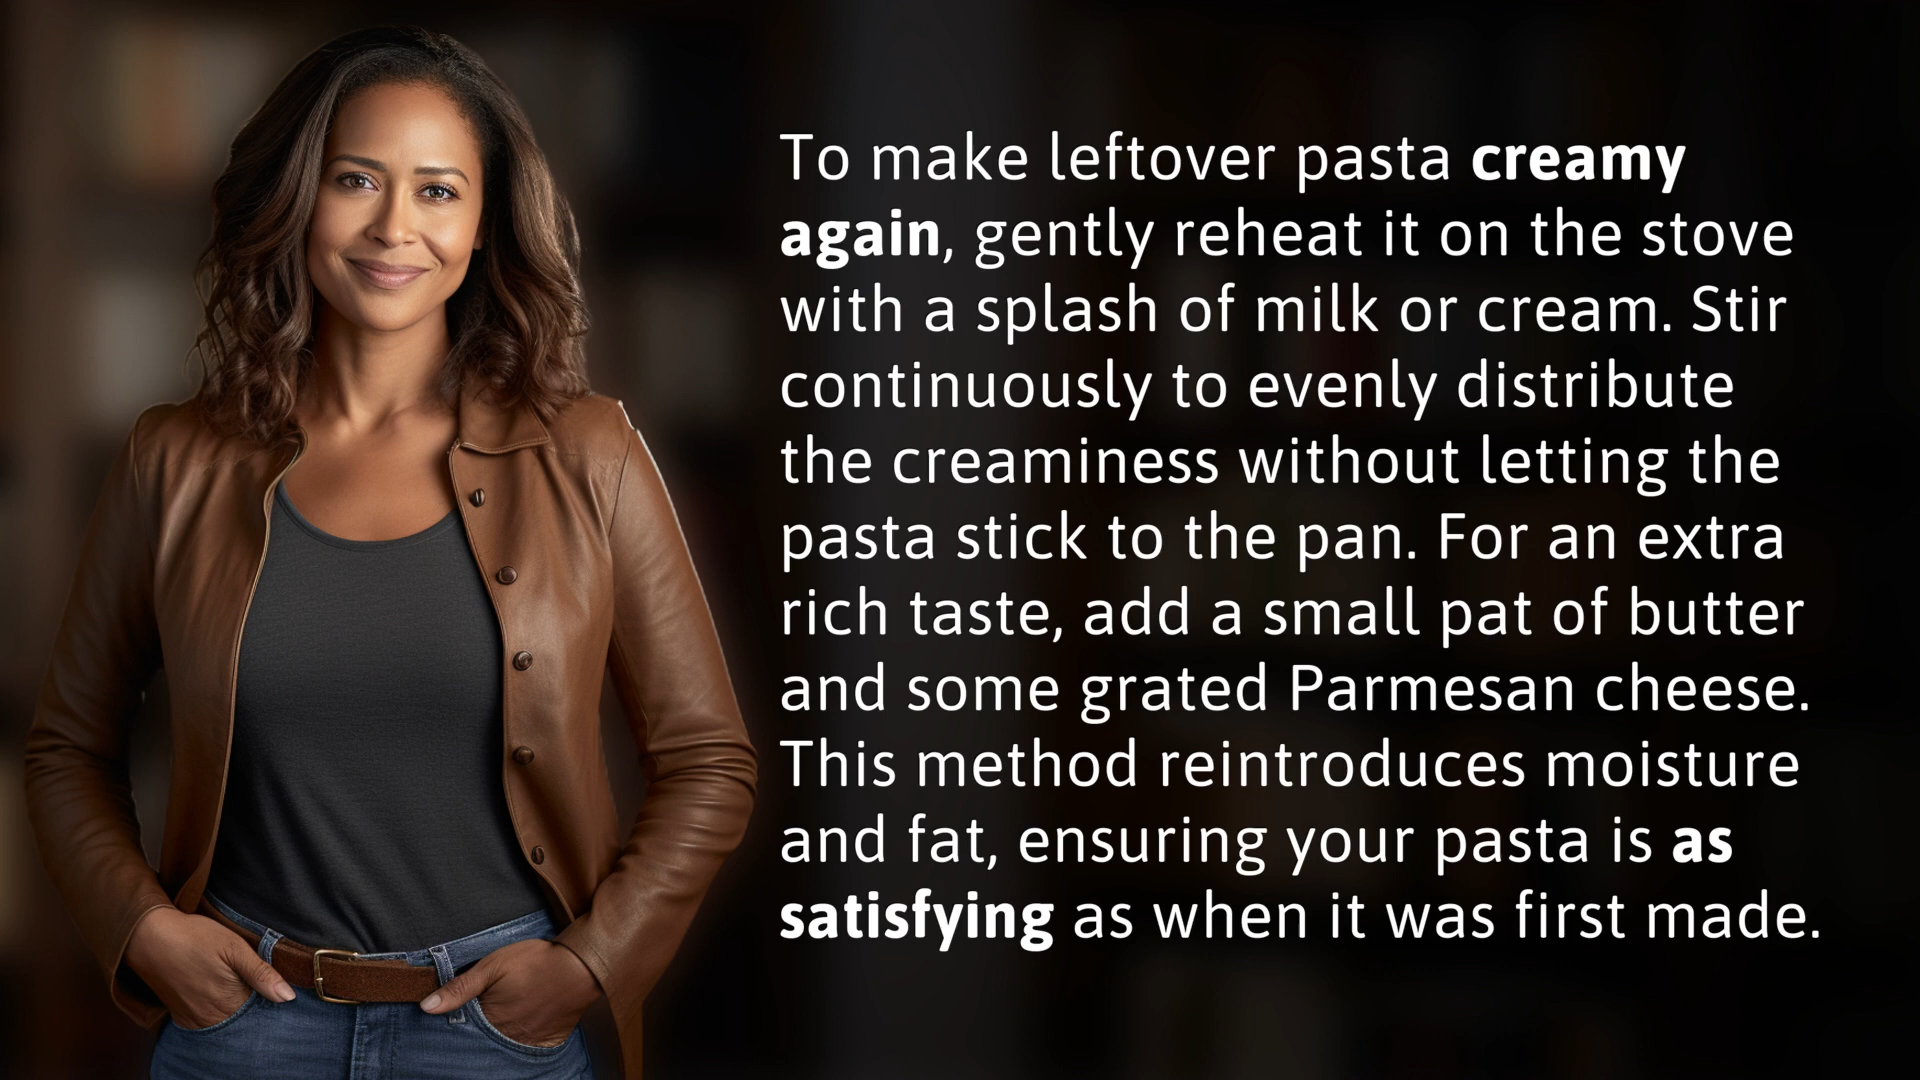 To make leftover pasta creamy
again, gently reheat it on the stove
with a splash of milk or cream. Stir
continuously to evenly distribute
the creaminess without letting the
pasta stick to the pan. For an extra
rich taste, add a small pat of butter
and some grated Parmesan cheese.
This method reintroduces moisture
and fat, ensuring your pasta is as
satisfying as when it was first made.